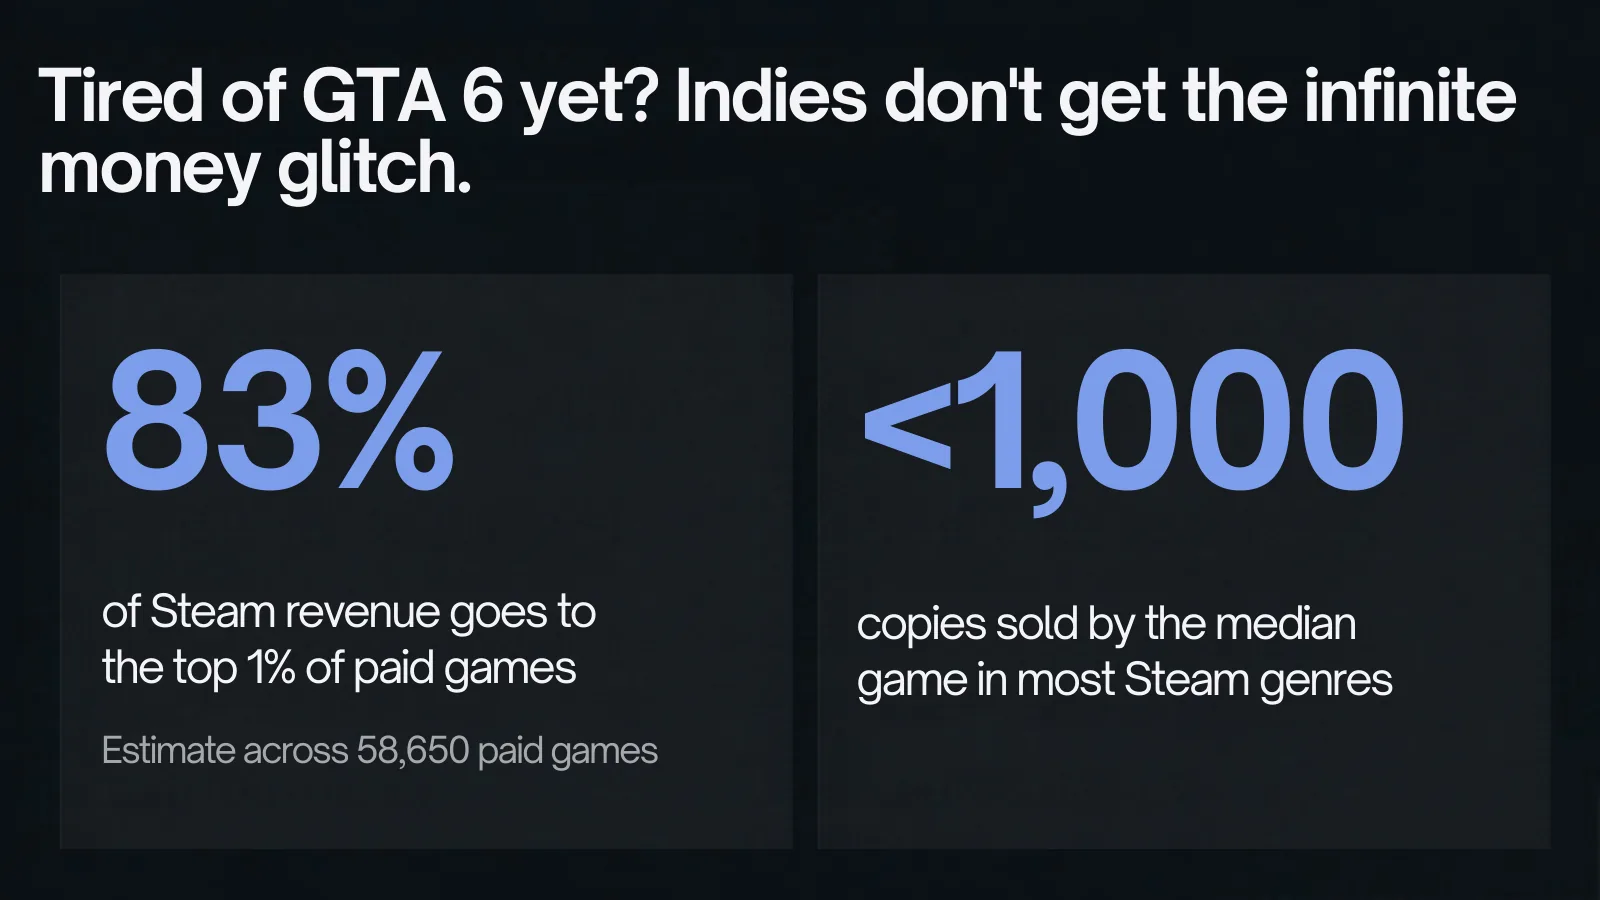 Tired of GTA 6 yet? Indies don't get the infinite
money glitch.
83%
of Steam revenue goes to
the top 1% of paid games
Estimate across 58,650 paid games
<1,000
copies sold by the median
game in most Steam genres